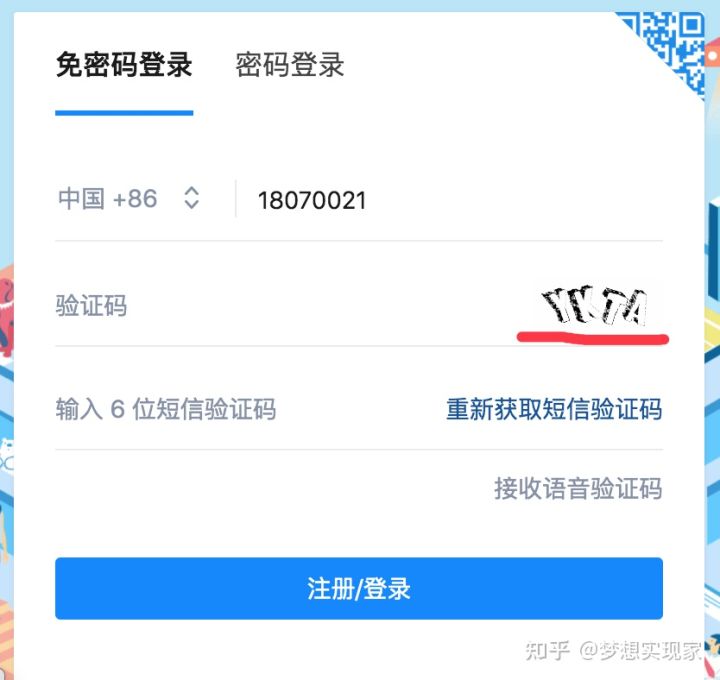 免密码登录 密码登录
中国 +86 18070021
验证码 YKTA
输入 6 位短信验证码 重新获取短信验证码
接收语音验证码
注册/登录
知乎 @梦想实现家